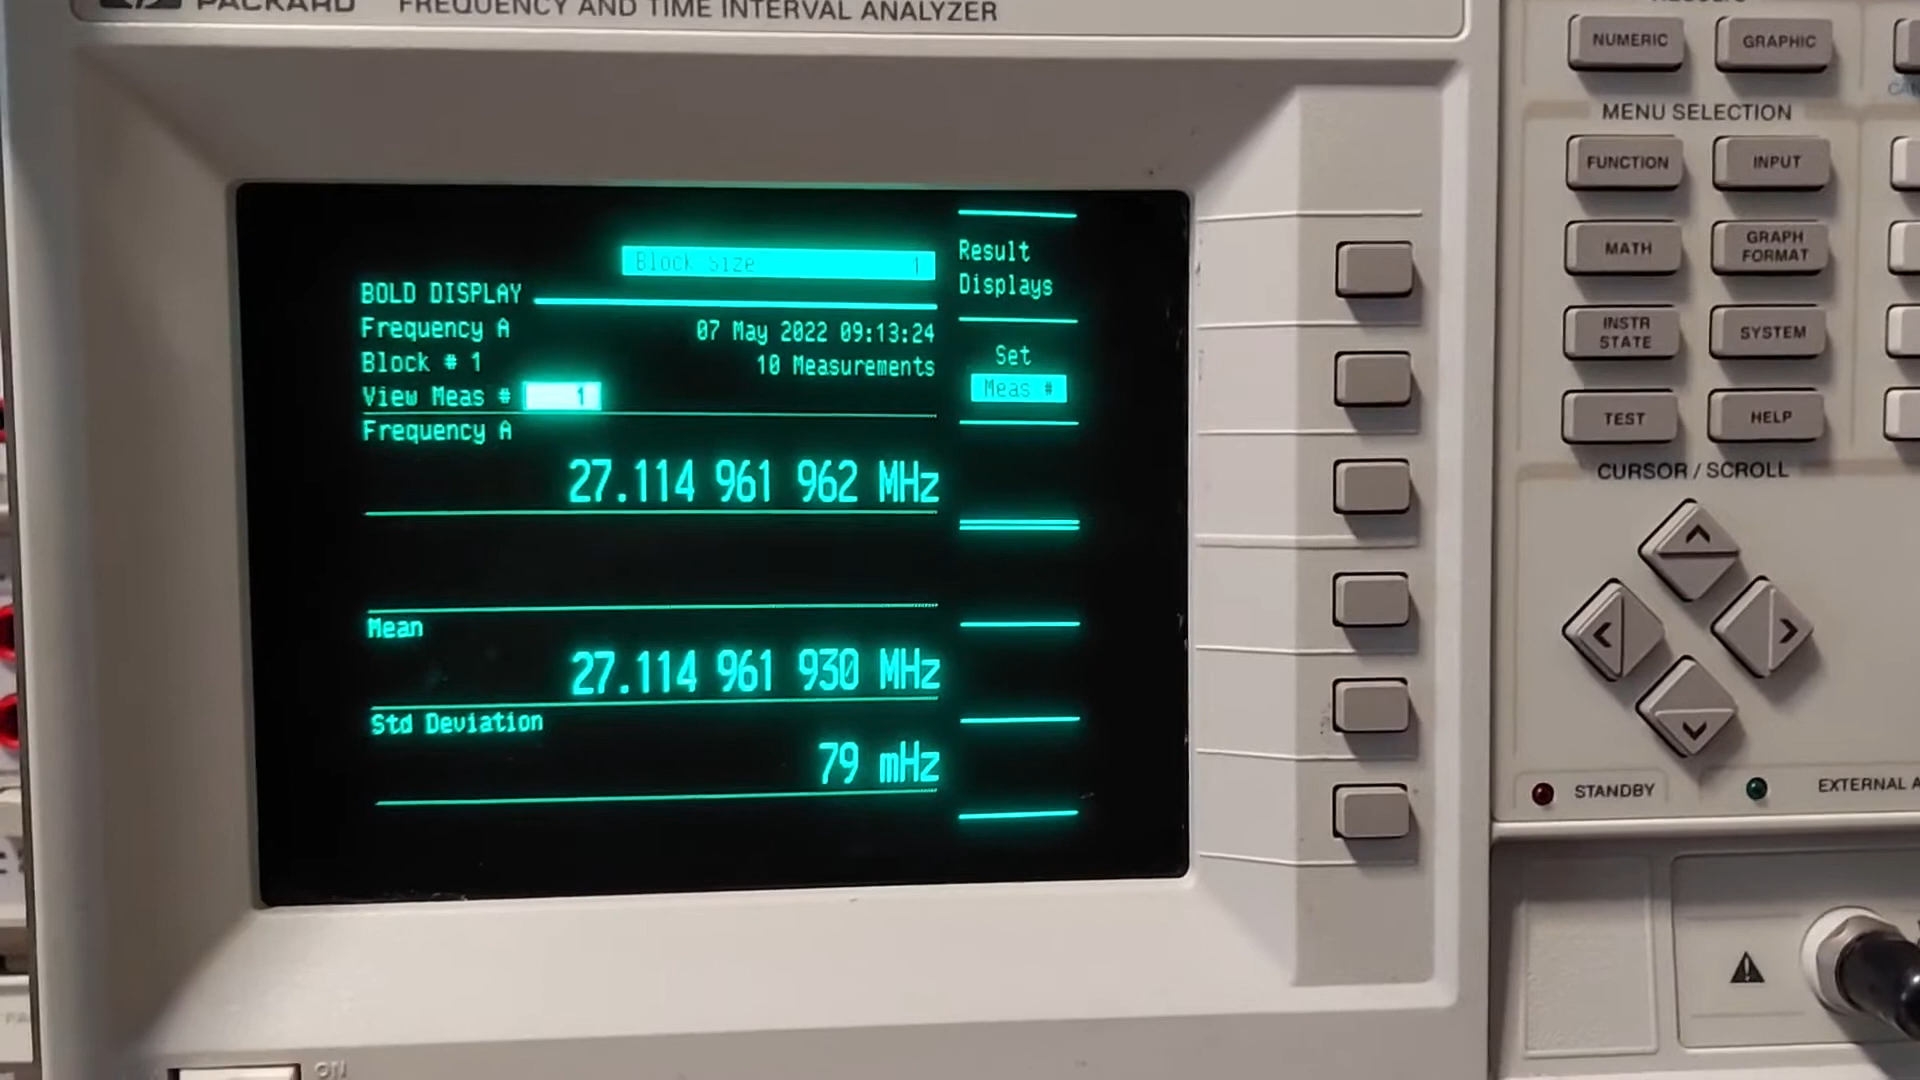 PACKARD FREQUENCY AND TIME INTERVAL ANALYZER
Block Size 1
BOLD DISPLAY
Frequency A 07 May 2022 09:13:24
Block # 1 10 Measurements
View Meas # 1
Frequency A
27.114 961 962 MHz
Mean
27.114 961 930 MHz
Std Deviation
79 mHz
Result
Displays
Set
Meas #
NUMERIC GRAPHIC
MENU SELECTION
FUNCTION INPUT
MATH GRAPH FORMAT
INSTR STATE SYSTEM
TEST HELP
CURSOR / SCROLL
STANDBY EXTERNAL
ON